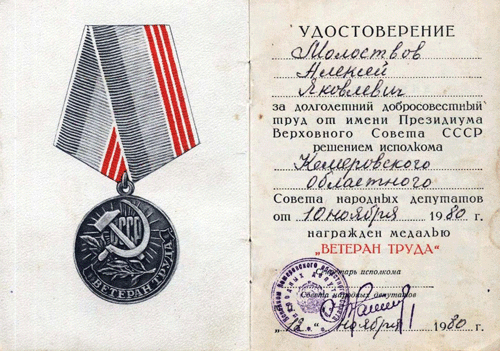 СССР
ВЕТЕРАН ТРУДА
УДОСТОВЕРЕНИЕ
Молоствов
Алексей
Яковлевич
за долголетний добросовестный
труд от имени Президиума
Верховного Совета СССР
решением исполкома
Кемеровского
областного
Совета народных депутатов
от 10 ноября 1980 г.
награжден медалью
"ВЕТЕРАН ТРУДА"
исполкома
Совета народных депутатов
"12" ноября 1980 г.